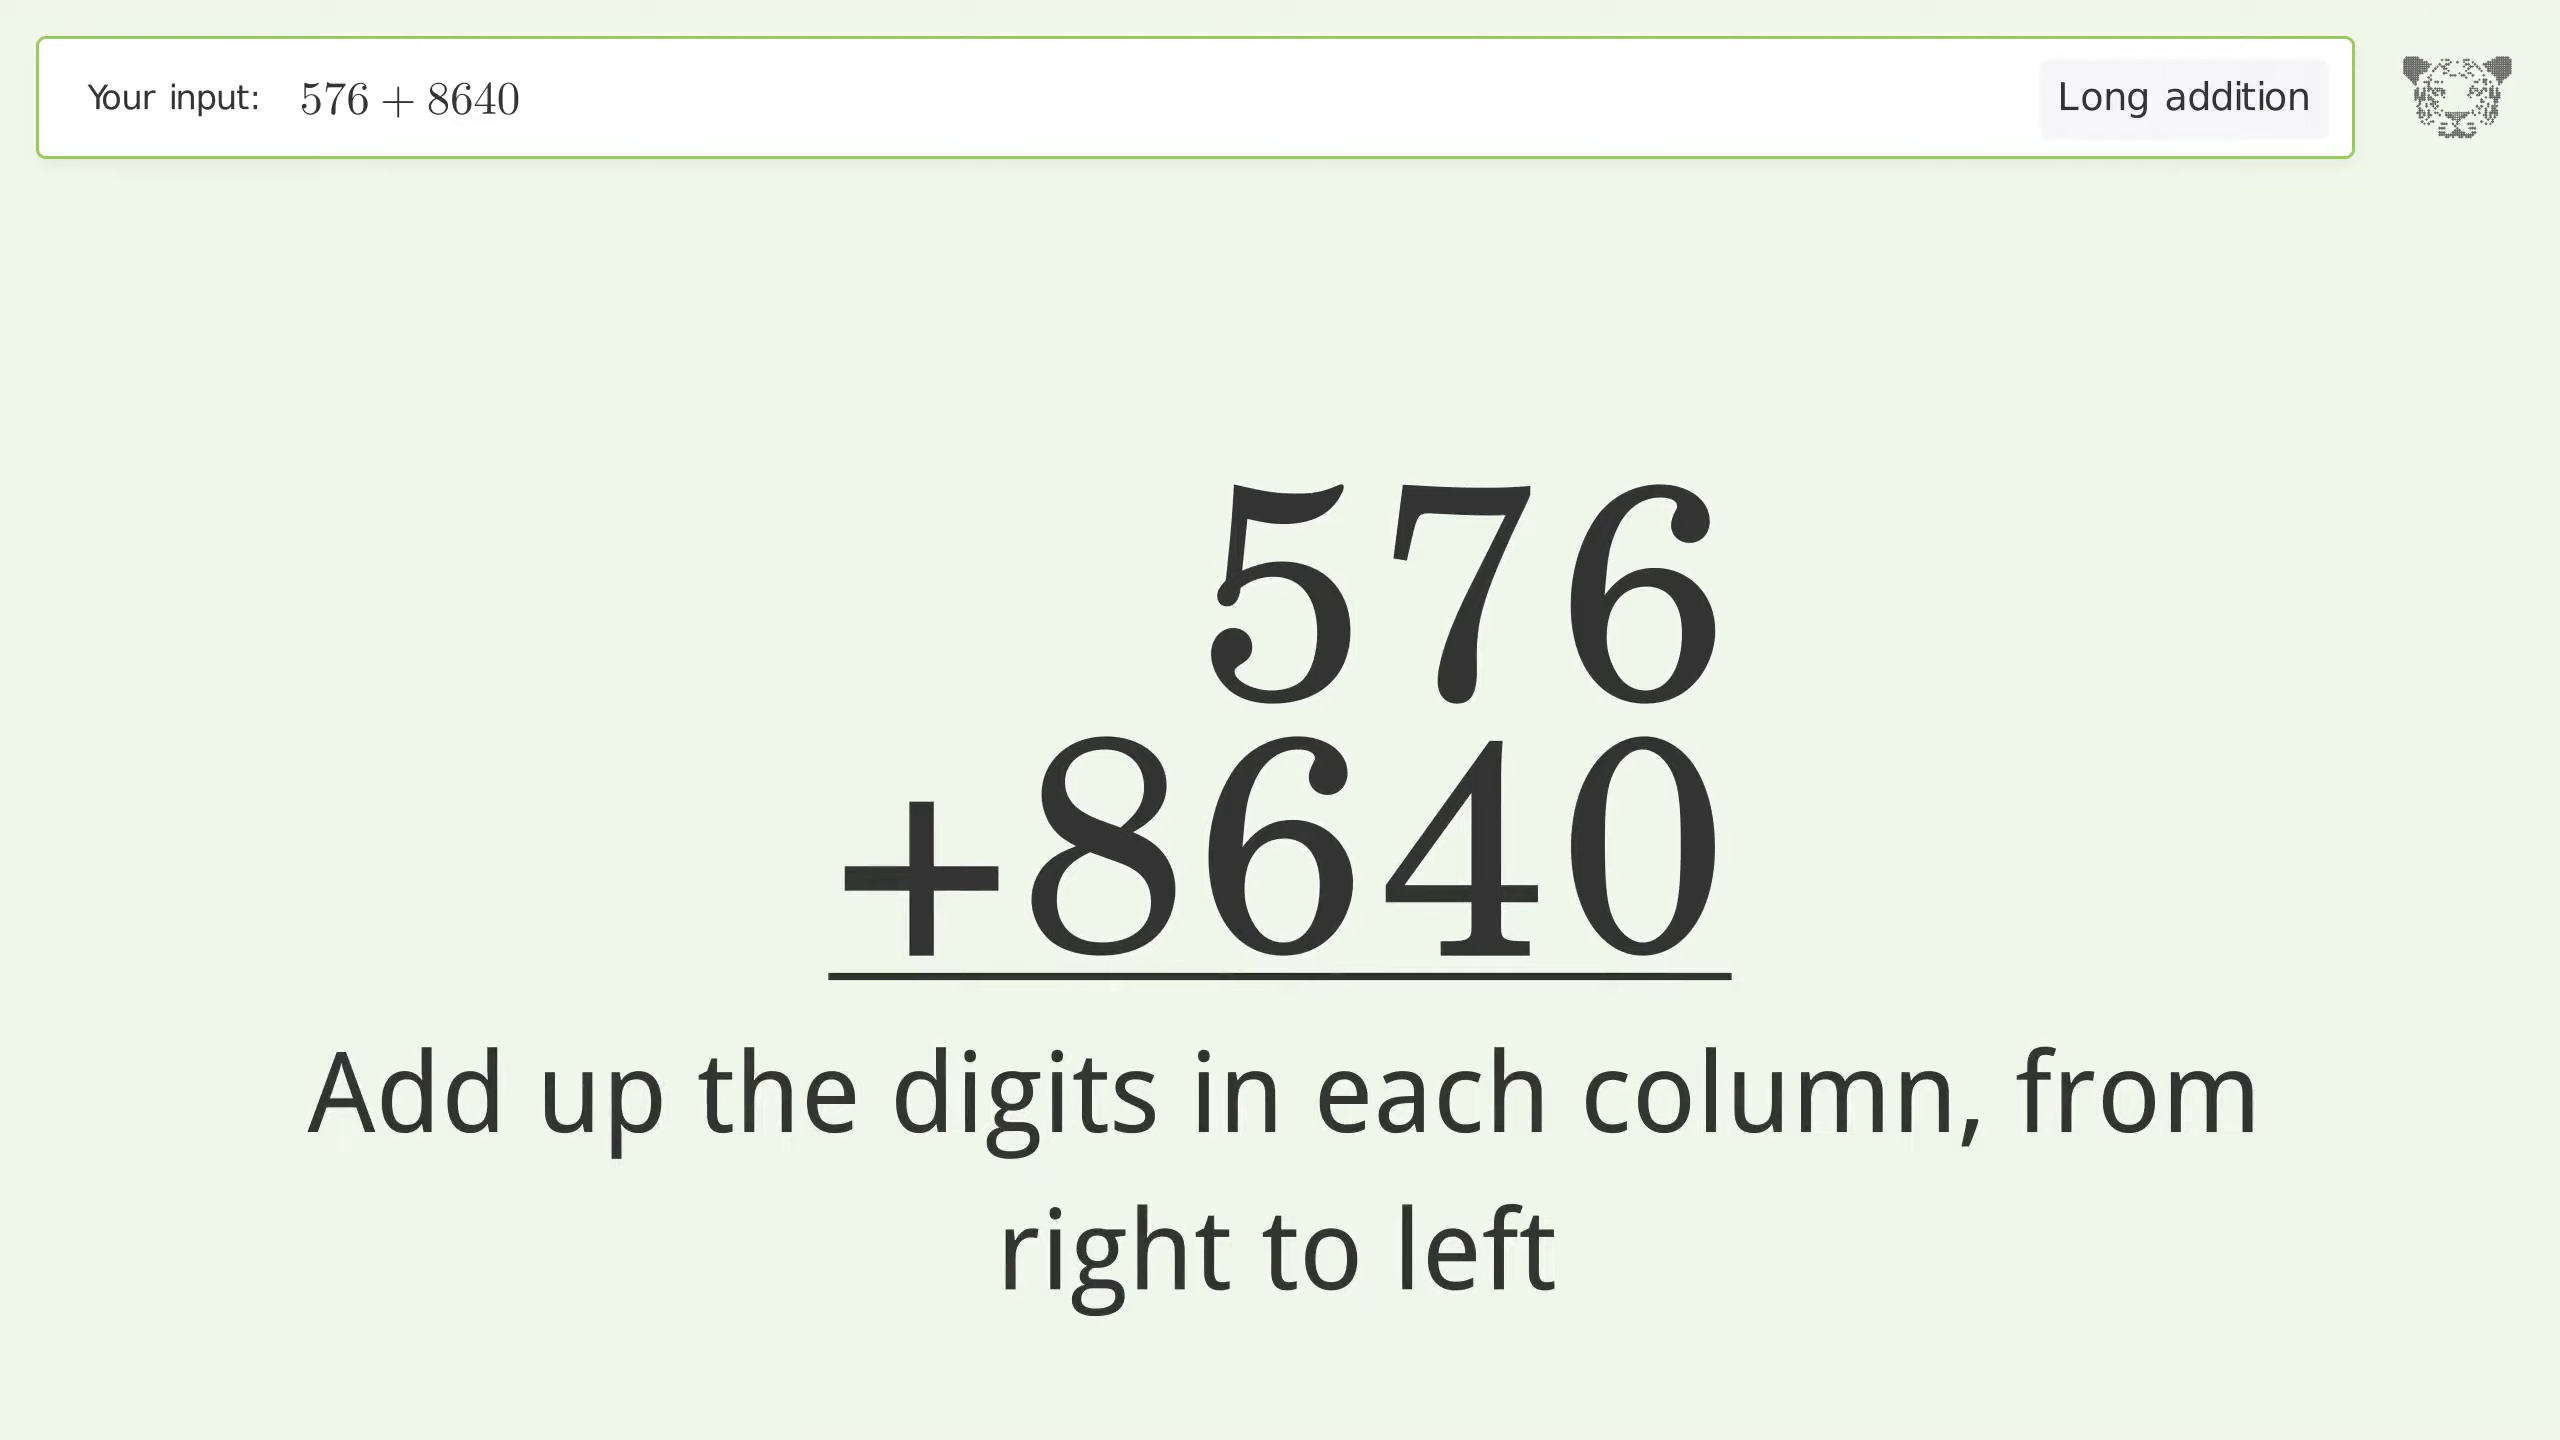 Your input: 576 + 8640
Long addition
576
+8640
Add up the digits in each column, from
right to left